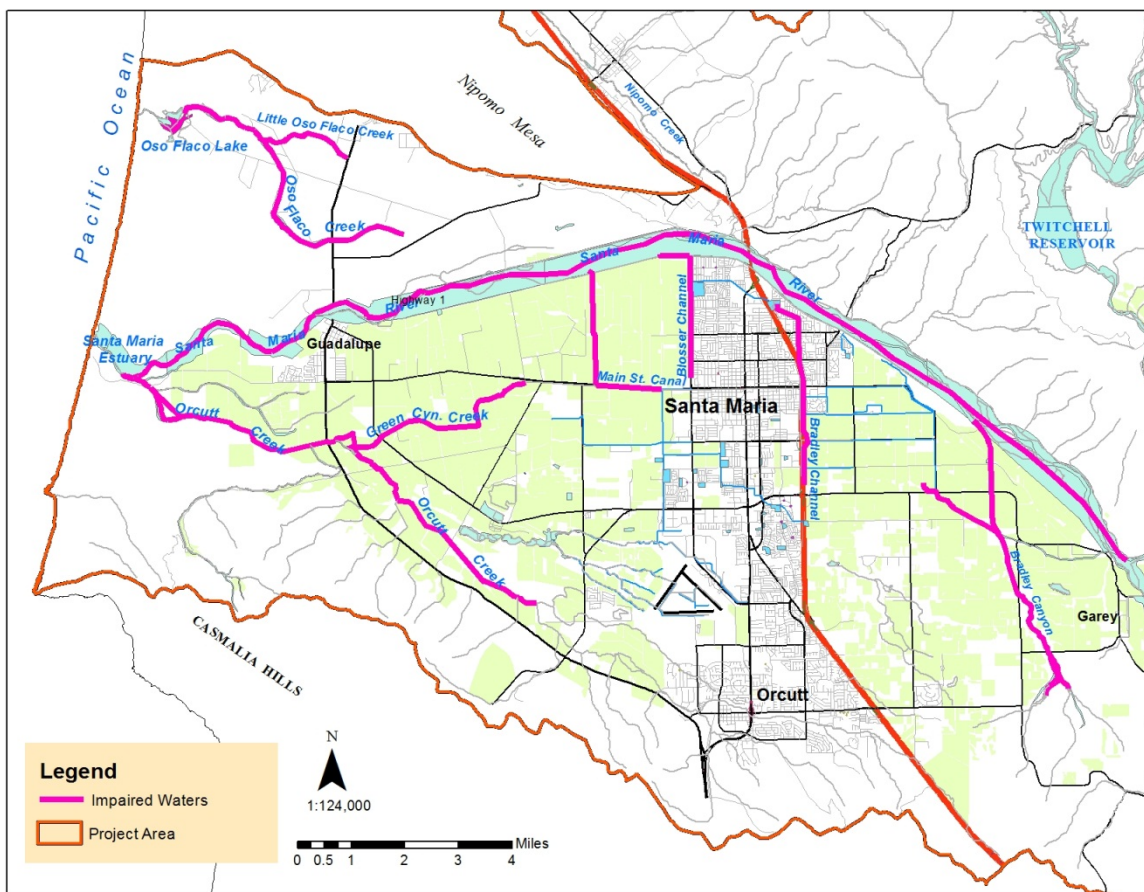 Pacific Ocean
Little Oso Flaco Creek
Oso Flaco Lake
Oso Flaco Creek
Nipomo Mesa
Nipomo Creek
TWITCHELL
RESERVOIR
Santa Maria River
Highway 1
Santa Maria River
Santa Maria
Estuary
Guadalupe
Blosser Channel
Main St. Canal
Santa Maria
Orcutt Creek
Green Cyn. Creek
Bradley Channel
Orcutt Creek
Bradley Canyon
Garey
CASMALIA HILLS
Orcutt
Legend
Impaired Waters
Project Area
N
1:124,000
0 0.5 1 2 3 4 Miles